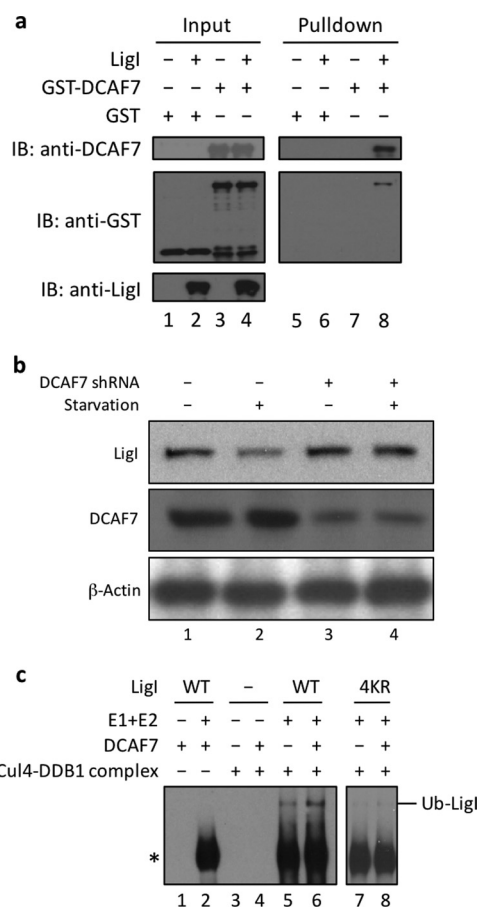 a
Input Pulldown
LigI – + – + – + – +
GST-DCAF7 – – + + – – + +
GST + + – – + + – –
IB: anti-DCAF7
IB: anti-GST
IB: anti-LigI
1 2 3 4 5 6 7 8
b
DCAF7 shRNA – – + +
Starvation – + – +
LigI
DCAF7
β-Actin
1 2 3 4
c
LigI WT – WT 4KR
E1+E2 – + – – + + + +
DCAF7 + + – + – + – +
Cul4-DDB1 complex – – + + + + + +
Ub-LigI
*
1 2 3 4 5 6 7 8